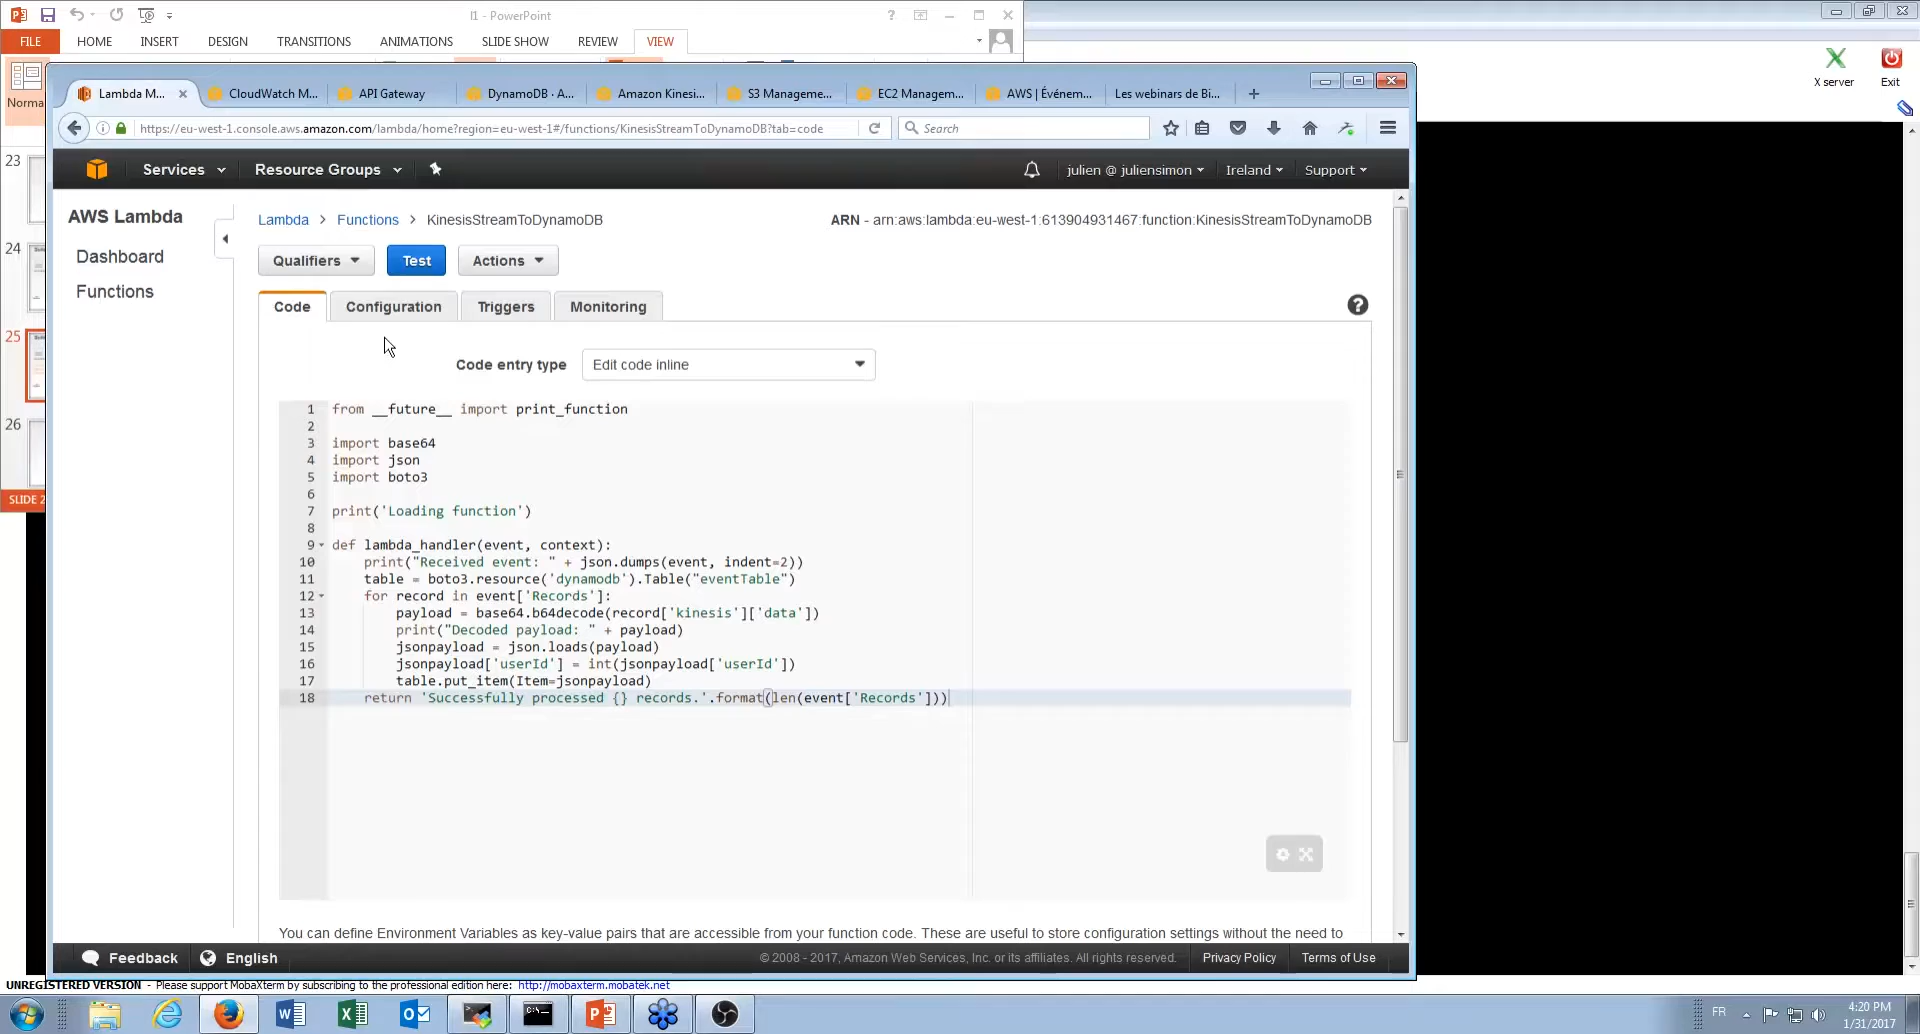 I1 - PowerPoint
FILE HOME INSERT DESIGN TRANSITIONS ANIMATIONS SLIDE SHOW REVIEW VIEW
X server Exit
Norma
23
24
25
26
SLIDE 2
Lambda M... CloudWatch M... API Gateway DynamoDB · A... Amazon Kinesi... S3 Manageme... EC2 Managem... AWS | Événem... Les webinars de Bi...
https://eu-west-1.console.aws.amazon.com/lambda/home?region=eu-west-1#/functions/KinesisStreamToDynamoDB?tab=code
Search
Services Resource Groups julien @ juliensimon Ireland Support
AWS Lambda
Dashboard
Functions
Lambda > Functions > KinesisStreamToDynamoDB
ARN - arn:aws:lambda:eu-west-1:613904931467:function:KinesisStreamToDynamoDB
Qualifiers Test Actions
Code Configuration Triggers Monitoring
Code entry type Edit code inline
1 from __future__ import print_function
2
3 import base64
4 import json
5 import boto3
6
7 print('Loading function')
8
9 def lambda_handler(event, context):
10 print("Received event: " + json.dumps(event, indent=2))
11 table = boto3.resource('dynamodb').Table("eventTable")
12 for record in event['Records']:
13 payload = base64.b64decode(record['kinesis']['data'])
14 print("Decoded payload: " + payload)
15 jsonpayload = json.loads(payload)
16 jsonpayload['userId'] = int(jsonpayload['userId'])
17 table.put_item(Item=jsonpayload)
18 return 'Successfully processed {} records.'.format(len(event['Records']))
You can define Environment Variables as key-value pairs that are accessible from your function code. These are useful to store configuration settings without the need to
Feedback English
© 2008 - 2017, Amazon Web Services, Inc. or its affiliates. All rights reserved. Privacy Policy Terms of Use
UNREGISTERED VERSION - Please support MobaXterm by subscribing to the professional edition here: http://mobaxterm.mobatek.net
FR
4:20 PM
1/31/2017